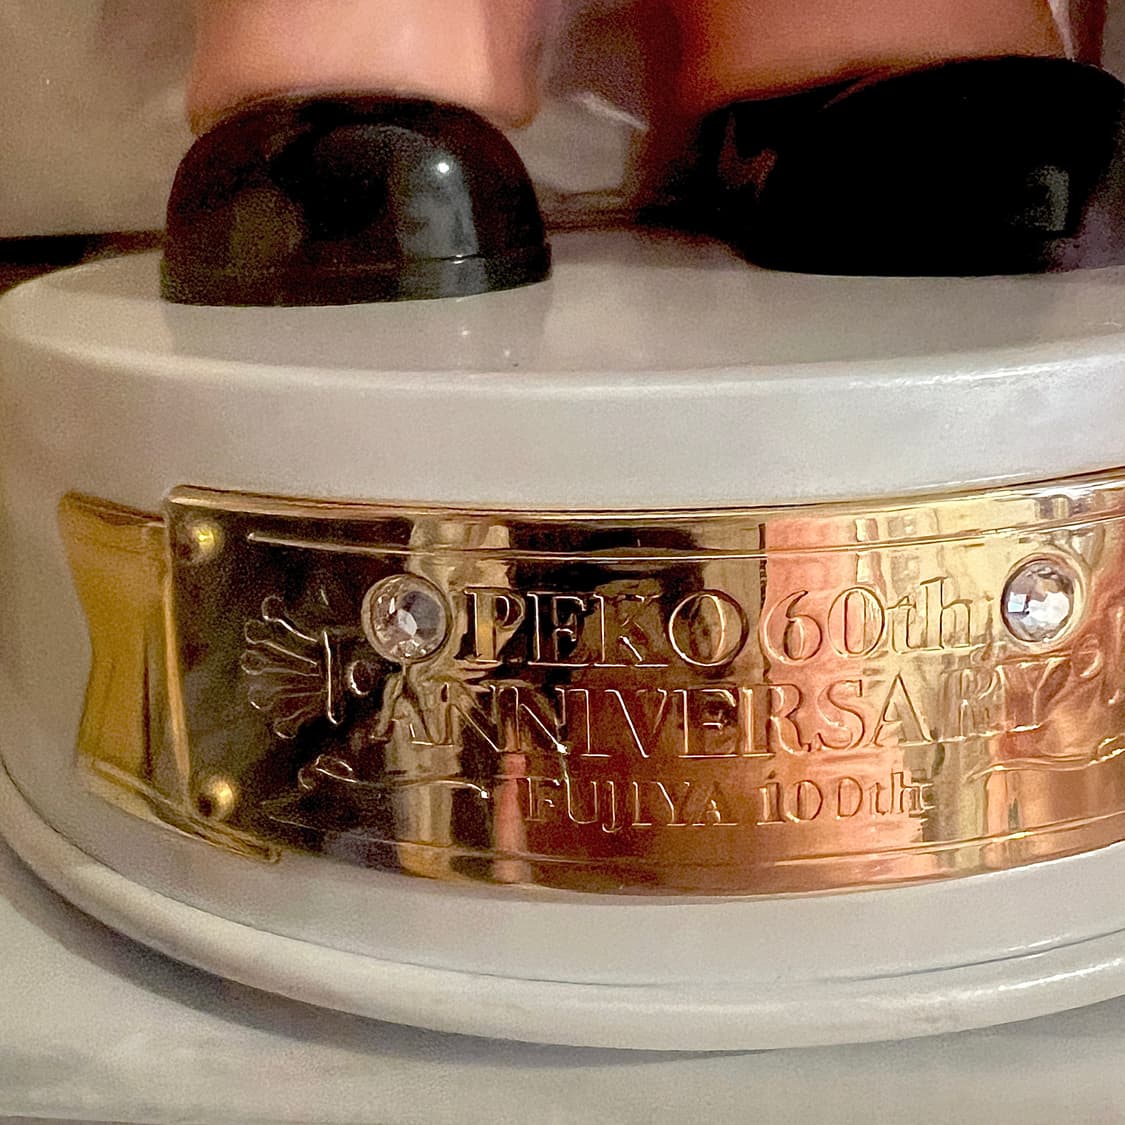 PEKO 60th
ANNIVERSARY
FUJIYA 100th